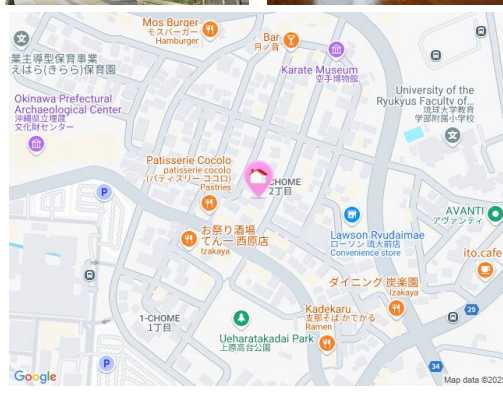 Mos Burger
モスバーガー
Hamburger
Bar
月ノ音
業主導型保育事業
えはら(きらら)保育園
Karate Museum
空手博物館
University of the
Ryukyus Faculty of...
琉球大学教育
学部附属小学校
Okinawa Prefectural
Archaeological Center
沖縄県立埋蔵
文化財センター
Patisserie Cocolo
patisserie cocolo
(パティスリー ココロ)
Pastries
CHOME
2丁目
P
お祭り酒場
てん一 西原店
Izakaya
Lawson Ryudaimae
ローソン 琉大前店
Convenience store
AVANTI
アヴァンティ
ito.cafe
ダイニング 炭楽園
Izakaya
1-CHOME
1丁目
Ueharatakadai Park
上原高台公園
Kadekaru
支那そば かでかる
Ramen
29
P
34
Google
Map data ©2025